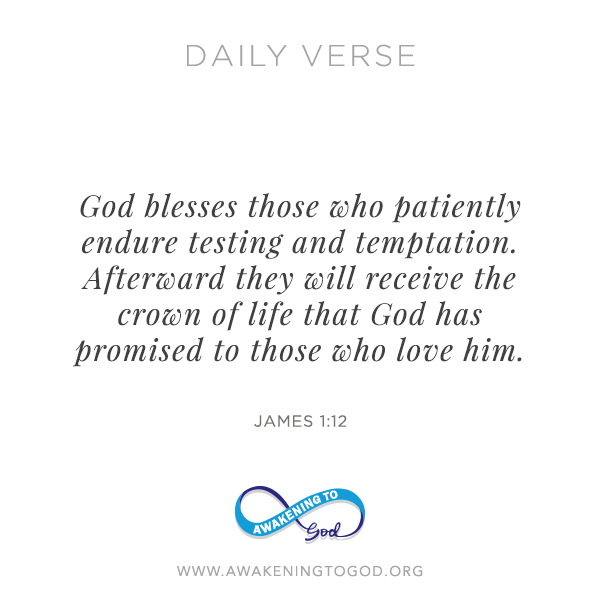 DAILY VERSE
God blesses those who patiently
endure testing and temptation.
Afterward they will receive the
crown of life that God has
promised to those who love him.
JAMES 1:12
AWAKENING TO
God
WWW.AWAKENINGTOGOD.ORG